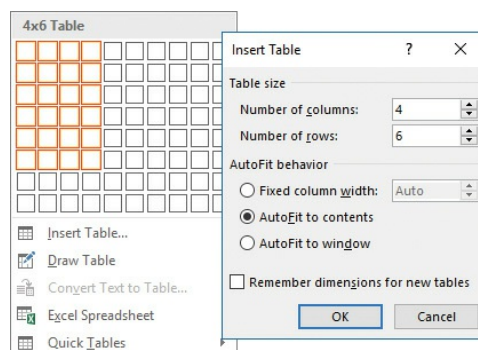 4x6 Table
Insert Table...
Draw Table
Convert Text to Table...
Excel Spreadsheet
Quick Tables
Insert Table ? X
Table size
Number of columns: 4
Number of rows: 6
AutoFit behavior
Fixed column width: Auto
AutoFit to contents
AutoFit to window
Remember dimensions for new tables
OK Cancel